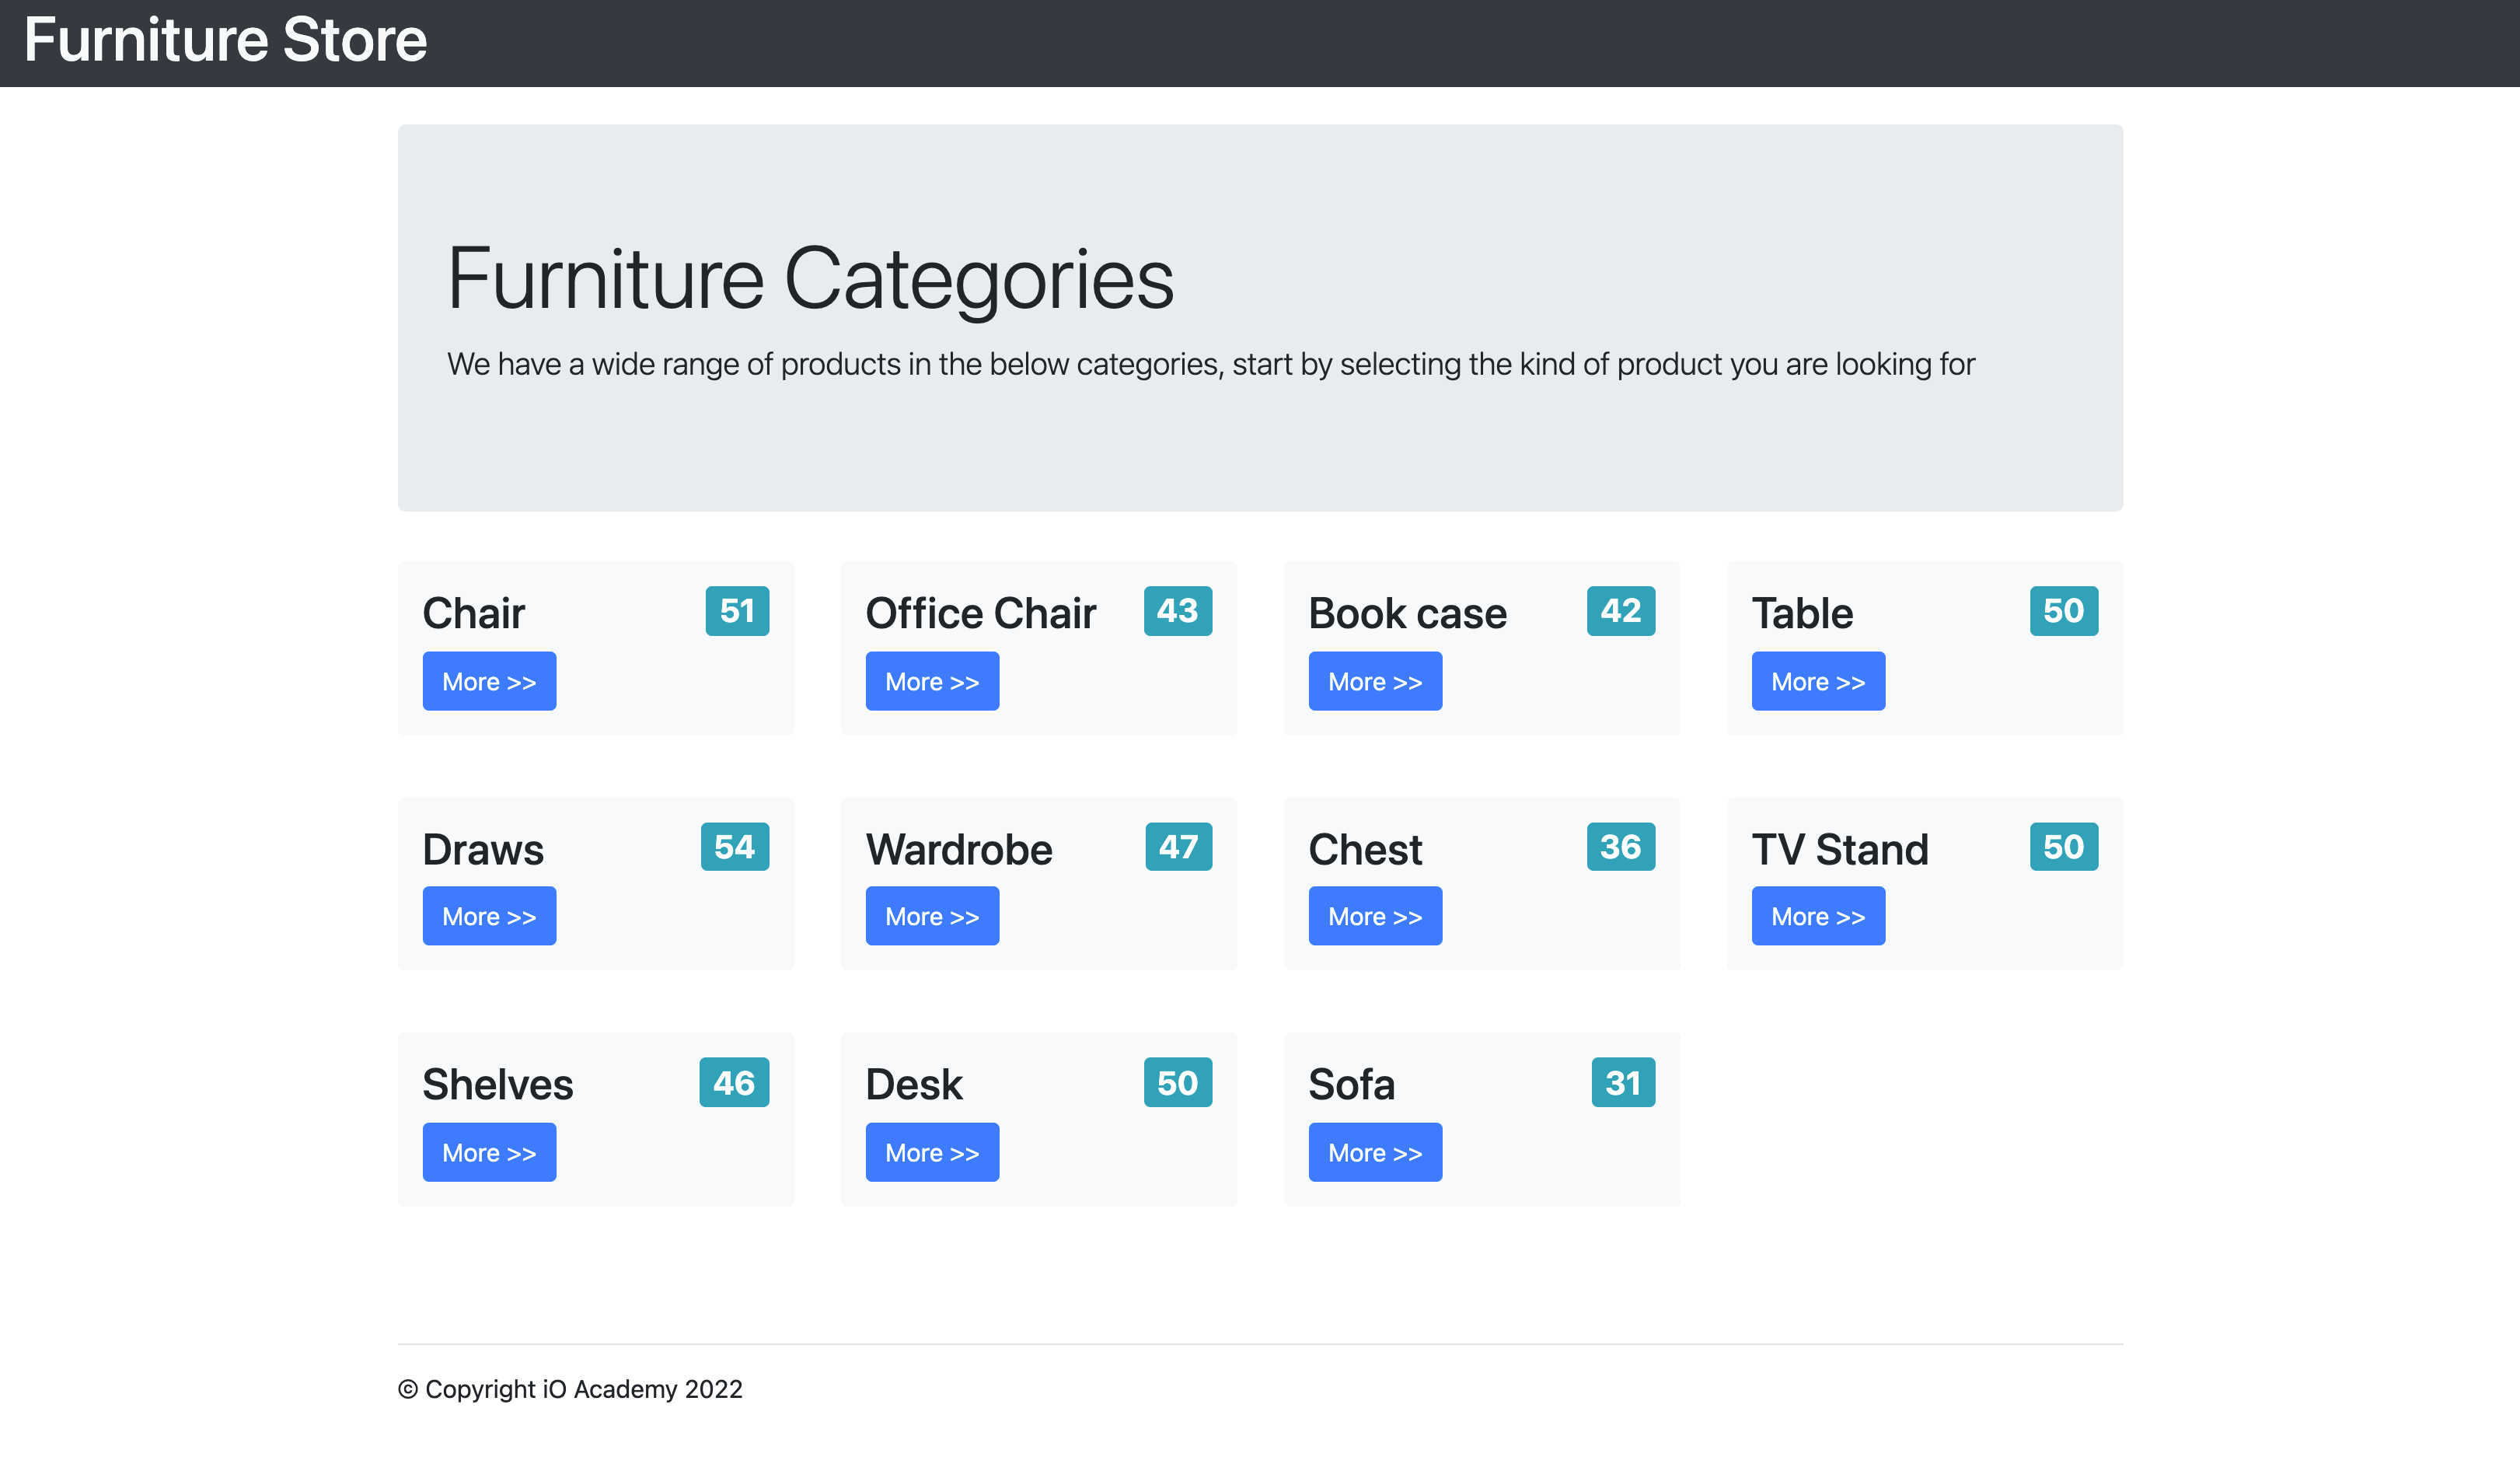 Furniture Store
Furniture Categories
We have a wide range of products in the below categories, start by selecting the kind of product you are looking for
Chair 51
More >>
Office Chair 43
More >>
Book case 42
More >>
Table 50
More >>
Draws 54
More >>
Wardrobe 47
More >>
Chest 36
More >>
TV Stand 50
More >>
Shelves 46
More >>
Desk 50
More >>
Sofa 31
More >>
© Copyright iO Academy 2022